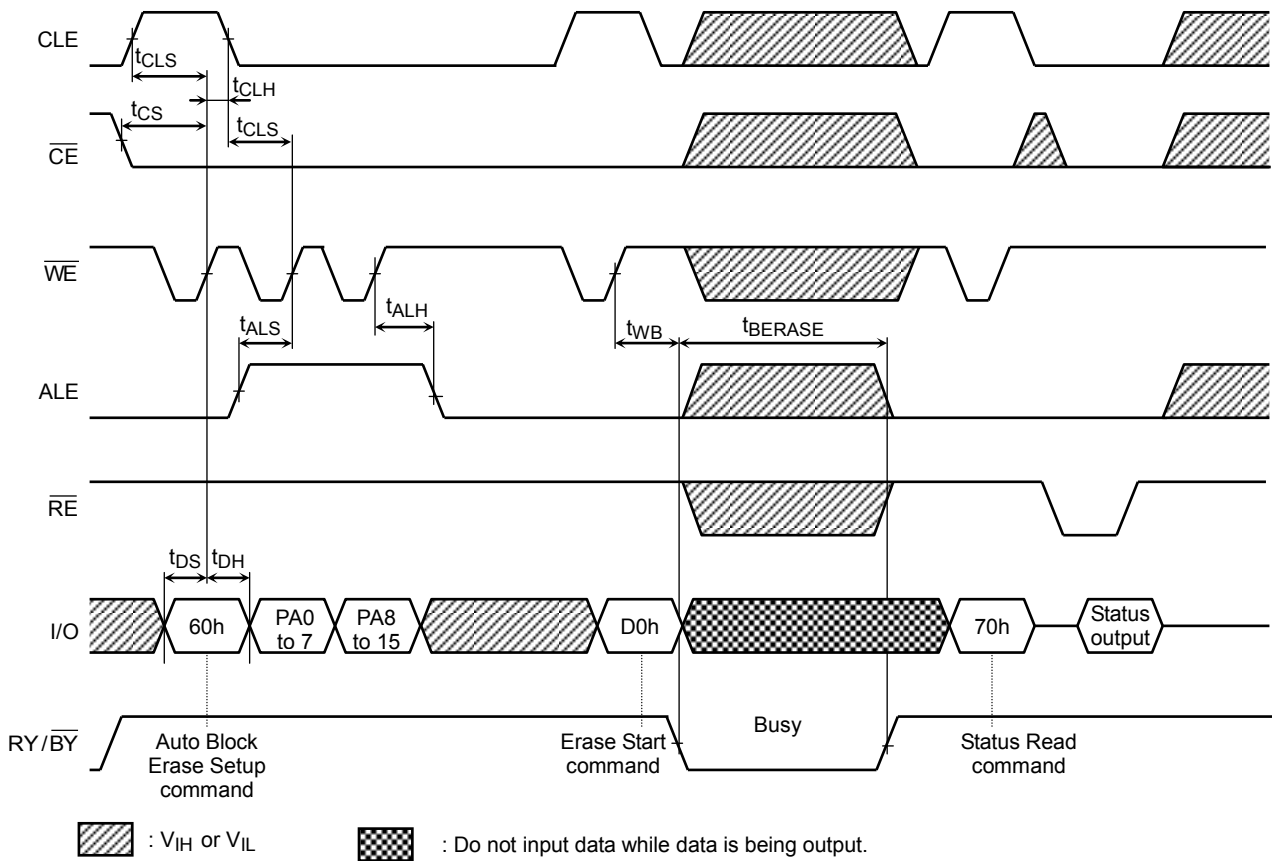 CLE
tCLS
tCLH
tCS
tCLS
CE
WE
tALS
tALH
tWB
tBERASE
ALE
RE
tDS
tDH
I/O
60h
PA0
to 7
PA8
to 15
D0h
70h
Status
output
RY/BY
Busy
Auto Block
Erase Setup
command
Erase Start
command
Status Read
command
: VIH or VIL
: Do not input data while data is being output.